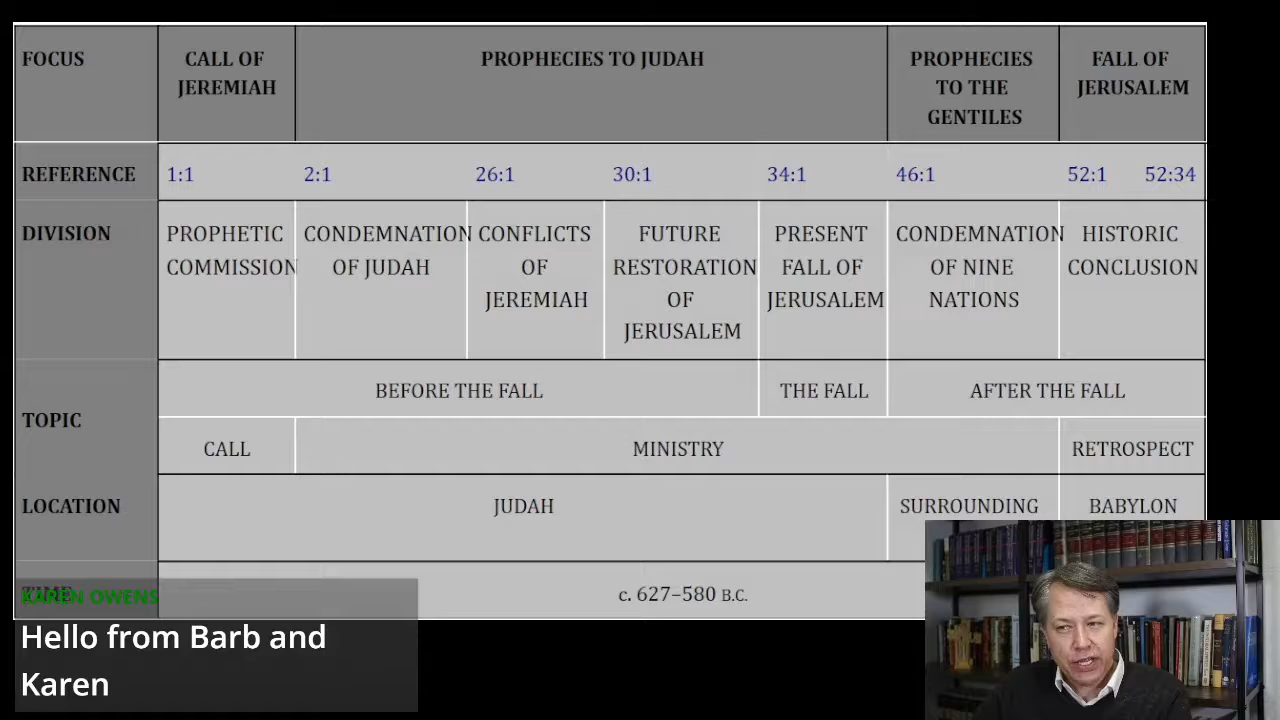 FOCUS
CALL OF
JEREMIAH
PROPHECIES TO JUDAH
PROPHECIES
TO THE
GENTILES
FALL OF
JERUSALEM
REFERENCE 1:1 2:1 26:1 30:1 34:1 46:1 52:1 52:34
DIVISION
PROPHETIC
COMMISSION
CONDEMNATION
OF JUDAH
CONFLICTS
OF
JEREMIAH
FUTURE
RESTORATION
OF
JERUSALEM
PRESENT
FALL OF
JERUSALEM
CONDEMNATION
OF NINE
NATIONS
HISTORIC
CONCLUSION
TOPIC
BEFORE THE FALL THE FALL AFTER THE FALL
CALL MINISTRY RETROSPECT
LOCATION JUDAH SURROUNDING BABYLON
TIME c. 627–580 B.C.
KAREN OWENS
Hello from Barb and
Karen